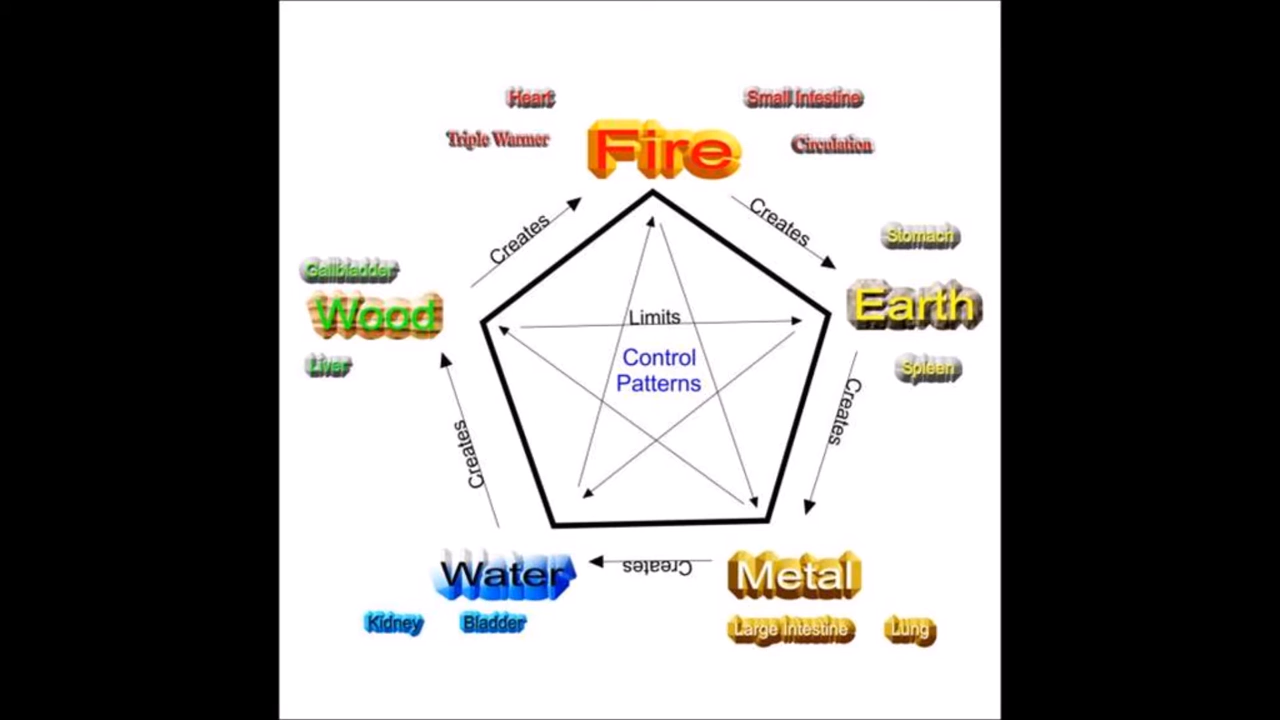 Heart
Small Intestine
Triple Warmer
Fire
Circulation
Creates
Creates
Stomach
Gallbladder
Wood
Earth
Limits
Control
Patterns
Liver
Spleen
Creates
Creates
Water
Creates
Metal
Kidney
Bladder
Large Intestine
Lung